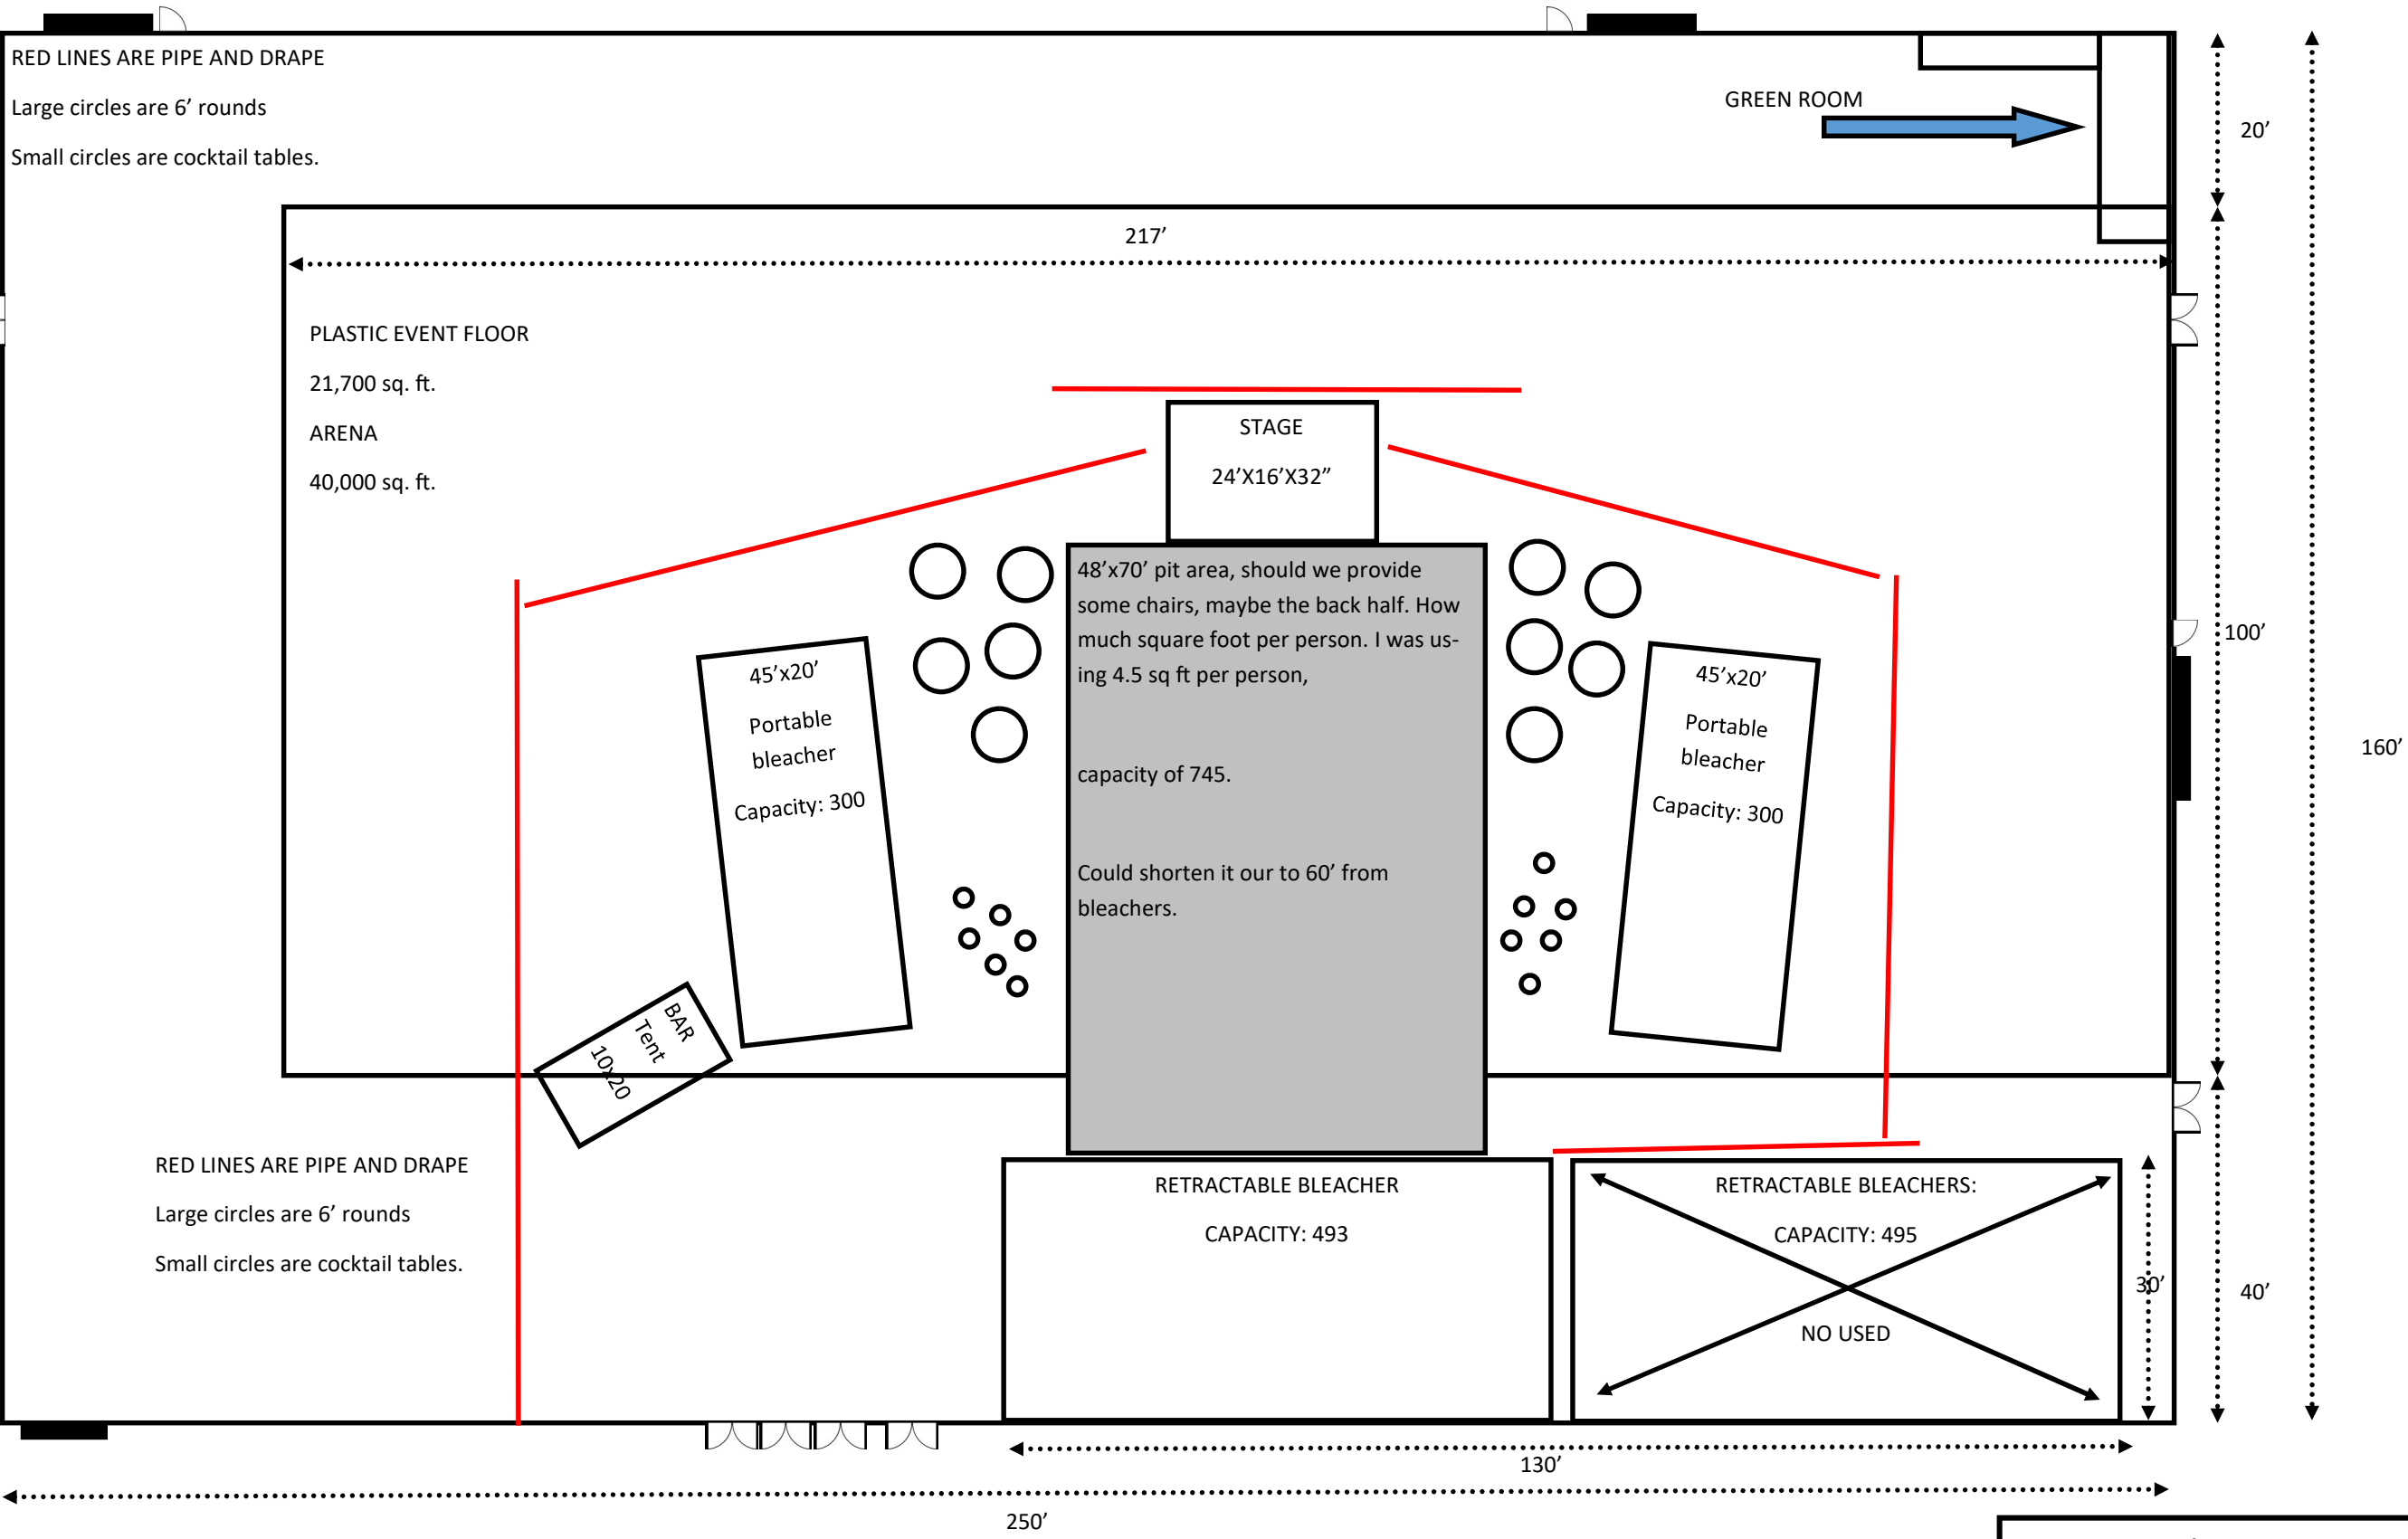 RED LINES ARE PIPE AND DRAPE
Large circles are 6’ rounds
Small circles are cocktail tables.
GREEN ROOM
20’
217’
PLASTIC EVENT FLOOR
21,700 sq. ft.
ARENA
40,000 sq. ft.
STAGE
24’X16’X32”
48’x70’ pit area, should we provide
some chairs, maybe the back half. How
much square foot per person. I was us-
ing 4.5 sq ft per person,
capacity of 745.
Could shorten it our to 60’ from
bleachers.
45’x20’
Portable
bleacher
Capacity: 300
45’x20’
Portable
bleacher
Capacity: 300
100’
160’
BAR
Tent
10x20
RED LINES ARE PIPE AND DRAPE
Large circles are 6’ rounds
Small circles are cocktail tables.
RETRACTABLE BLEACHER
CAPACITY: 493
RETRACTABLE BLEACHERS:
CAPACITY: 495
NO USED
30’
40’
130’
250’